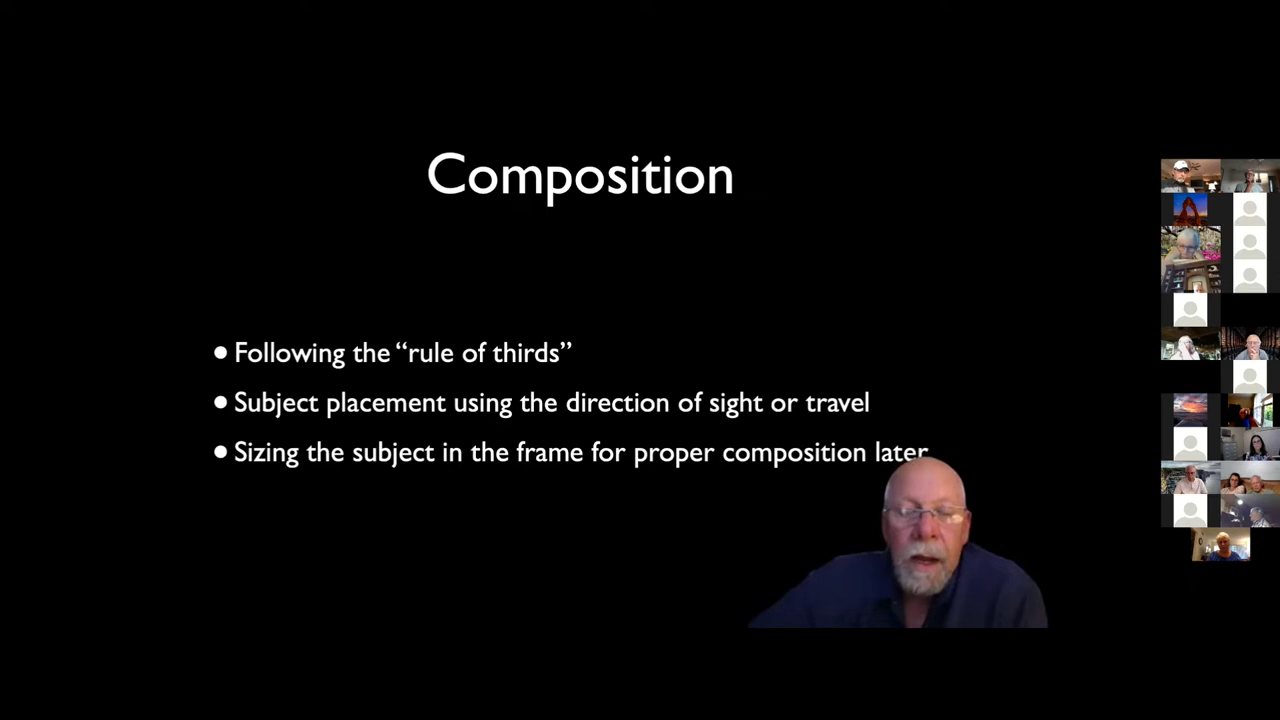 Composition
● Following the “rule of thirds”
● Subject placement using the direction of sight or travel
● Sizing the subject in the frame for proper composition later